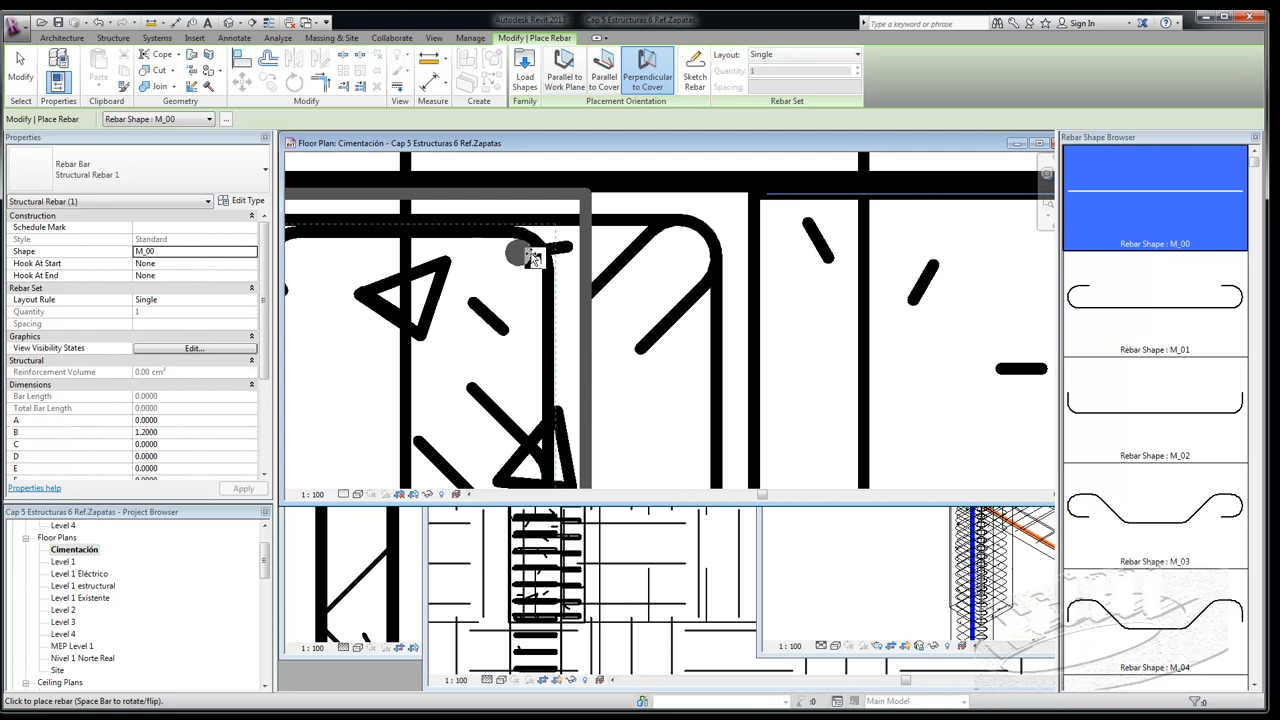 Autodesk Revit 2013
Cap 5 Estructuras 6 Ref.Zapatas
Type a keyword or phrase
Sign In
Architecture
Structure
Systems
Insert
Annotate
Analyze
Massing & Site
Collaborate
View
Manage
Modify | Place Rebar
Modify
Paste
Cut
Join
Load Shapes
Parallel to Work Plane
Parallel to Cover
Perpendicular to Cover
Sketch Rebar
Layout: Single
Quantity: 1
Spacing:
Select
Properties
Clipboard
Geometry
Modify
View
Measure
Create
Family
Placement Orientation
Rebar Set
Modify | Place Rebar
Rebar Shape : M_00
...
Properties
Rebar Bar
Structural Rebar 1
Structural Rebar (1)
Edit Type
Construction
Schedule Mark
Style Standard
Shape M_00
Hook At Start None
Hook At End None
Rebar Set
Layout Rule Single
Quantity 1
Spacing
Graphics
View Visibility States Edit...
Structural
Reinforcement Volume 0.00 cm³
Dimensions
Bar Length 0.0000
Total Bar Length 0.0000
A 0.0000
B 1.2000
C 0.0000
D 0.0000
E 0.0000
Properties help
Apply
Cap 5 Estructuras 6 Ref.Zapatas - Project Browser
Level 4
Floor Plans
Cimentación
Level 1
Level 1 Eléctrico
Level 1 estructural
Level 1 Existente
Level 2
Level 3
Level 4
MEP Level 1
Nivel 1 Norte Real
Site
Ceiling Plans
Floor Plan: Cimentación - Cap 5 Estructuras 6 Ref.Zapatas
1 : 100
1 : 100
1 : 100
1 : 100
Rebar Shape Browser
Rebar Shape : M_00
Rebar Shape : M_01
Rebar Shape : M_02
Rebar Shape : M_03
Rebar Shape : M_04
Click to place rebar (Space Bar to rotate/flip).
:0
Main Model
:0